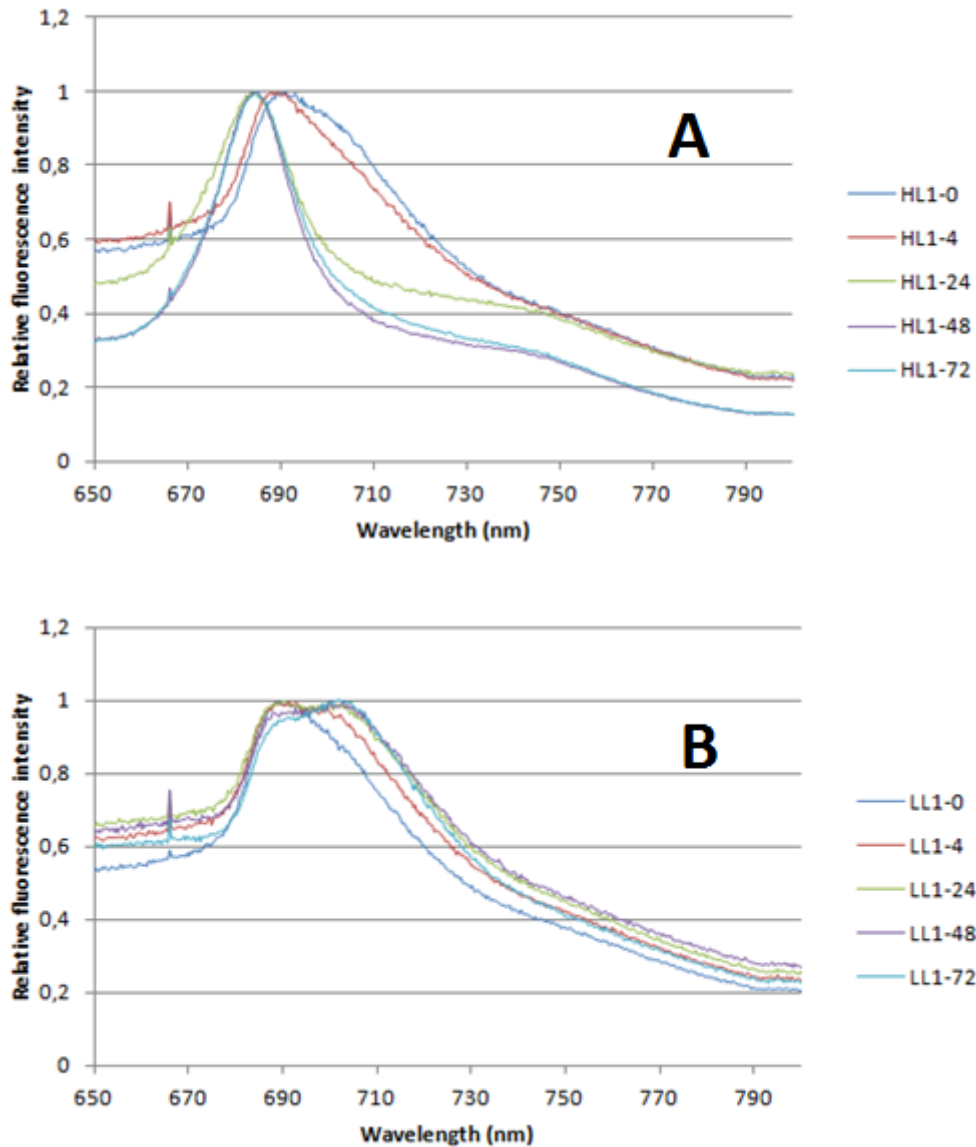 1,2
1
0,8
0,6
0,4
0,2
0
Relative fluorescence intensity
650 670 690 710 730 750 770 790
Wavelength (nm)
A
HL1-0
HL1-4
HL1-24
HL1-48
HL1-72
1,2
1
0,8
0,6
0,4
0,2
0
Relative fluorescence intensity
650 670 690 710 730 750 770 790
Wavelength (nm)
B
LL1-0
LL1-4
LL1-24
LL1-48
LL1-72